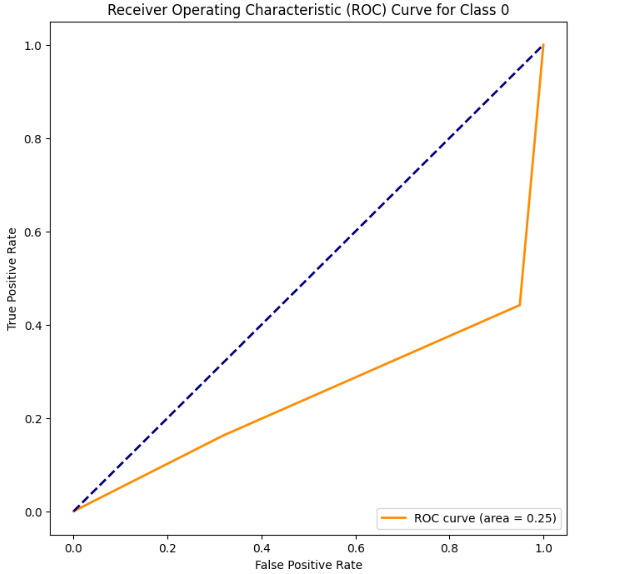 Receiver Operating Characteristic (ROC) Curve for Class 0
1.0
0.8
0.6
0.4
0.2
0.0
True Positive Rate
ROC curve (area = 0.25)
0.0 0.2 0.4 0.6 0.8 1.0
False Positive Rate